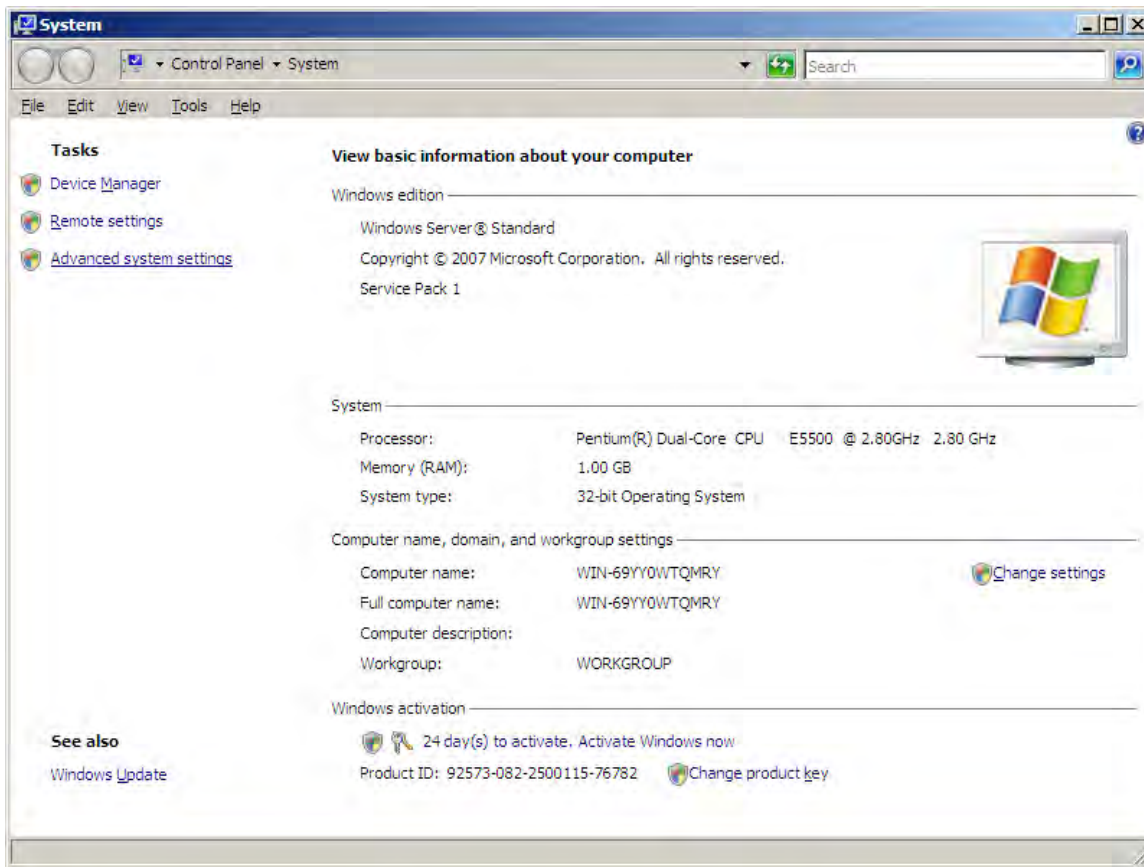 System
Control Panel System
Search
File Edit View Tools Help
Tasks
Device Manager
Remote settings
Advanced system settings
View basic information about your computer
Windows edition
Windows Server® Standard
Copyright © 2007 Microsoft Corporation. All rights reserved.
Service Pack 1
System
Processor: Pentium(R) Dual-Core CPU E5500 @ 2.80GHz 2.80 GHz
Memory (RAM): 1.00 GB
System type: 32-bit Operating System
Computer name, domain, and workgroup settings
Computer name: WIN-69YY0WTQMRY
Change settings
Full computer name: WIN-69YY0WTQMRY
Computer description:
Workgroup: WORKGROUP
Windows activation
24 day(s) to activate. Activate Windows now
Product ID: 92573-082-2500115-76782 Change product key
See also
Windows Update